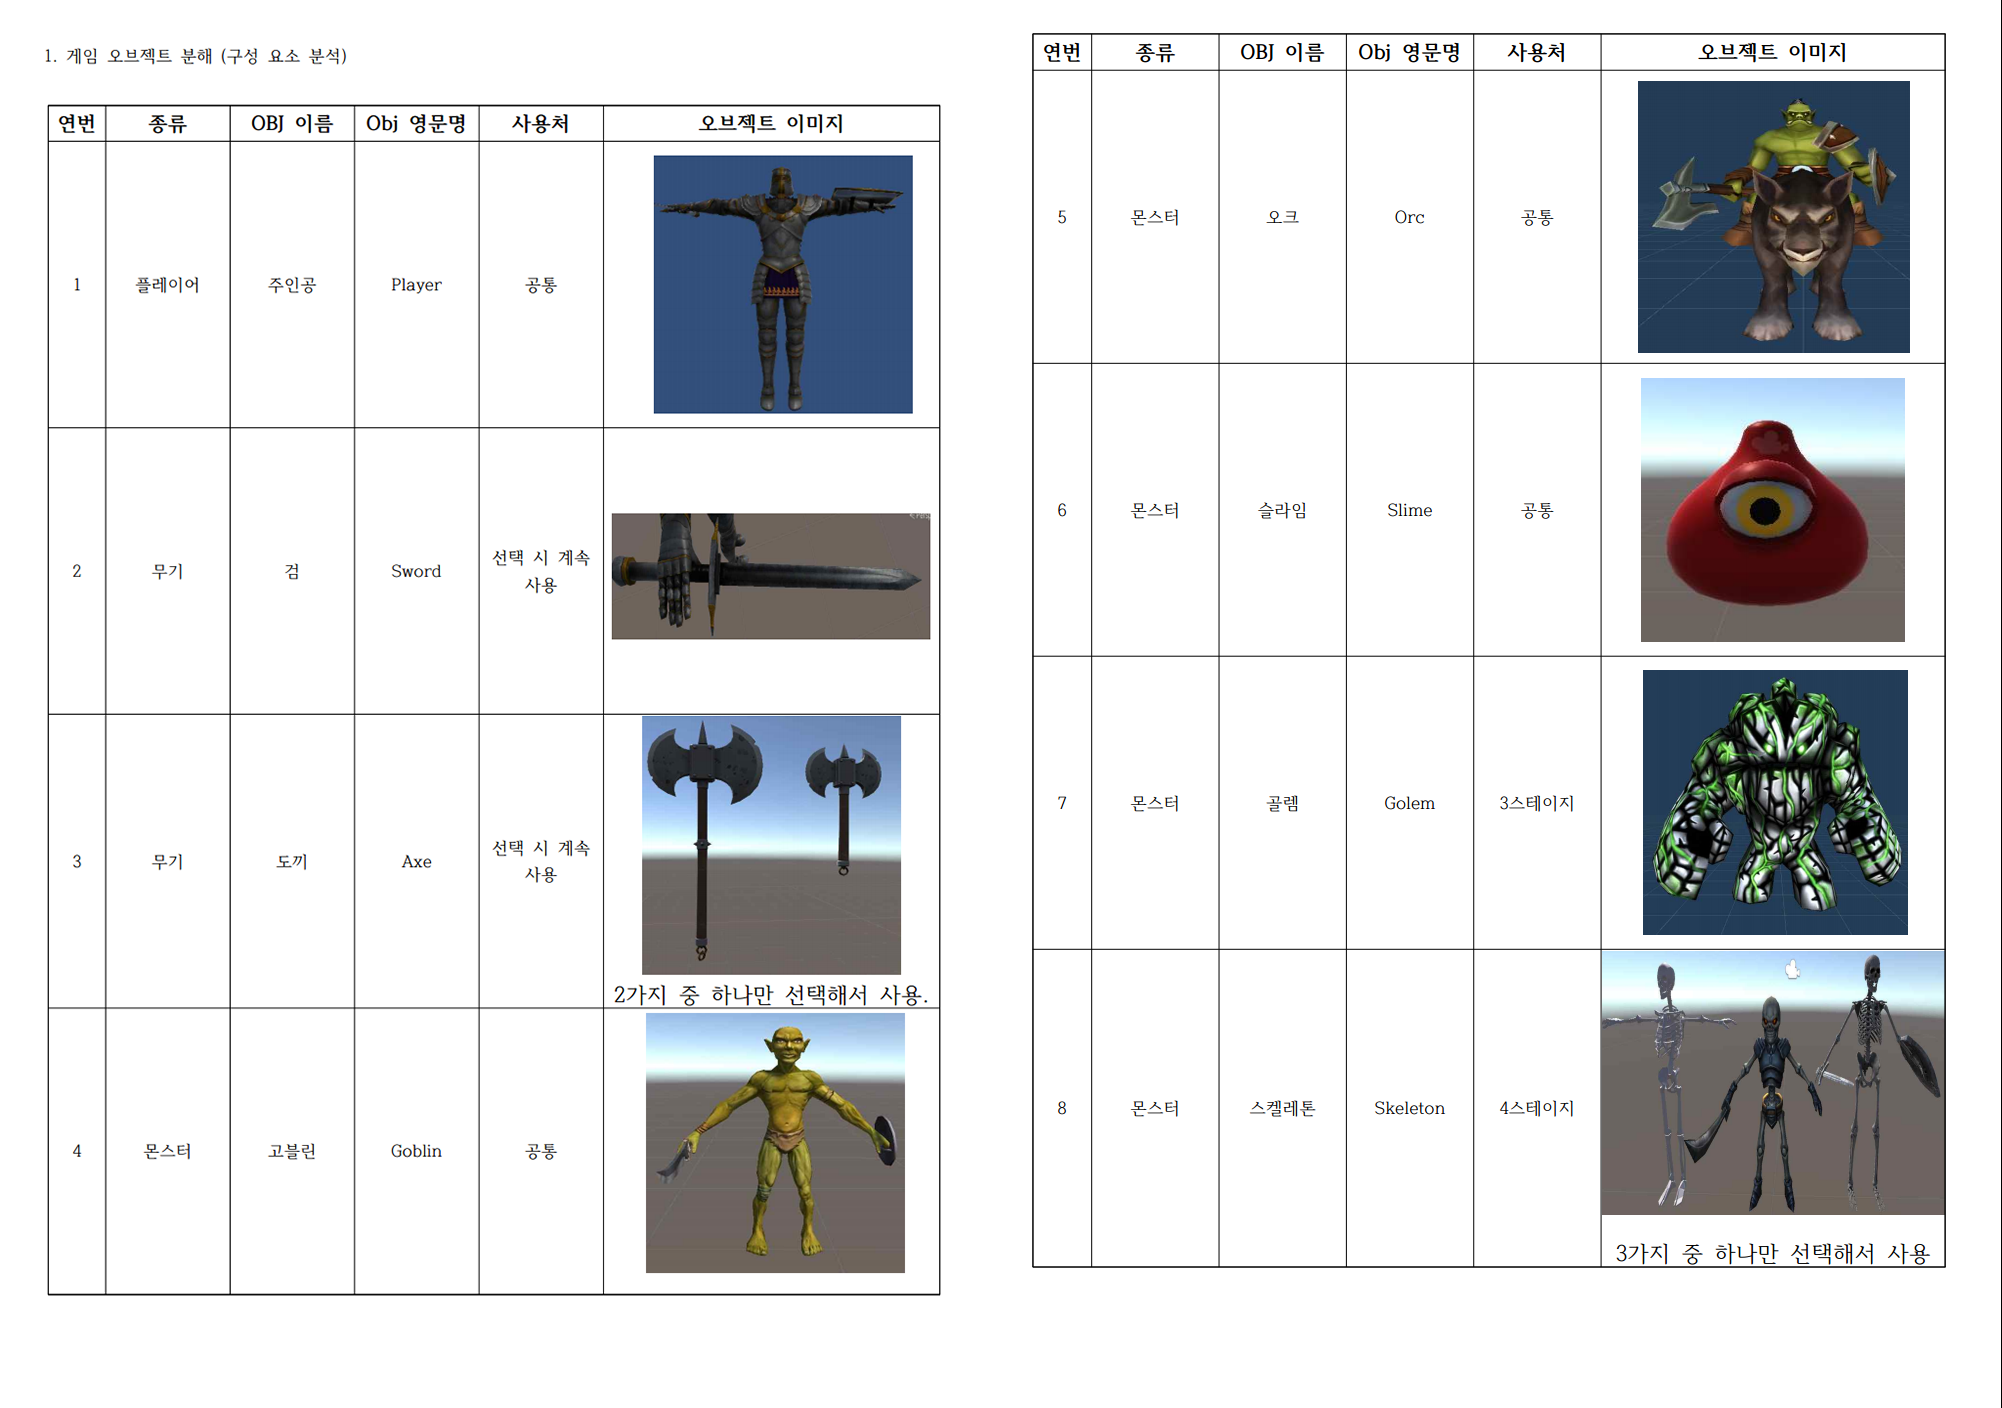 1. 게임 오브젝트 분해 (구성 요소 분석)
연번 종류 OBJ 이름 Obj 영문명 사용처 오브젝트 이미지
1 플레이어 주인공 Player 공통
2 무기 검 Sword 선택 시 계속
사용
3 무기 도끼 Axe 선택 시 계속
사용
2가지 중 하나만 선택해서 사용.
4 몬스터 고블린 Goblin 공통
연번 종류 OBJ 이름 Obj 영문명 사용처 오브젝트 이미지
5 몬스터 오크 Orc 공통
6 몬스터 슬라임 Slime 공통
7 몬스터 골렘 Golem 3스테이지
8 몬스터 스켈레톤 Skeleton 4스테이지
3가지 중 하나만 선택해서 사용